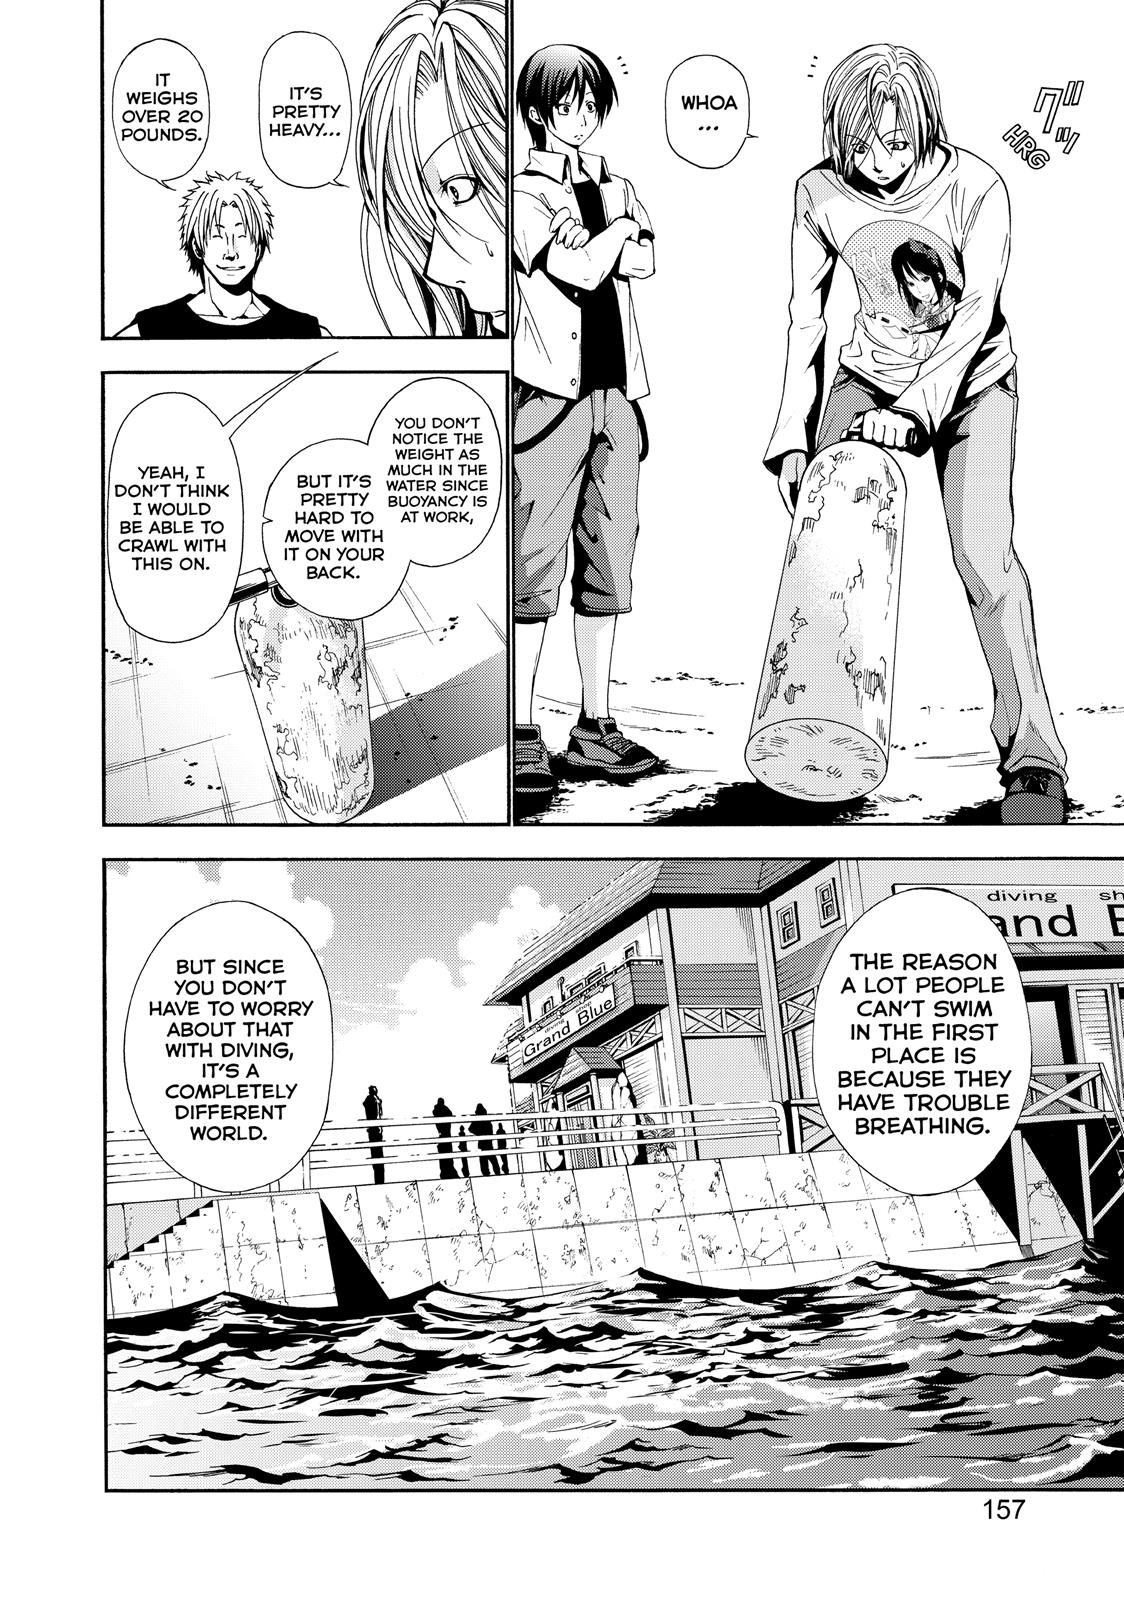 グッ
HRG
WHOA
...
IT'S
PRETTY
HEAVY...
IT
WEIGHS
OVER 20
POUNDS.
YOU DON'T
NOTICE THE
WEIGHT AS
MUCH IN THE
WATER SINCE
BUOYANCY IS
AT WORK,
BUT IT'S
PRETTY
HARD TO
MOVE WITH
IT ON YOUR
BACK.
YEAH, I
DON'T THINK
I WOULD
BE ABLE TO
CRAWL WITH
THIS ON.
diving sh
and B
diving
Grand Blue
THE REASON
A LOT PEOPLE
CAN'T SWIM
IN THE FIRST
PLACE IS
BECAUSE THEY
HAVE TROUBLE
BREATHING.
BUT SINCE
YOU DON'T
HAVE TO WORRY
ABOUT THAT
WITH DIVING,
IT'S A
COMPLETELY
DIFFERENT
WORLD.
157